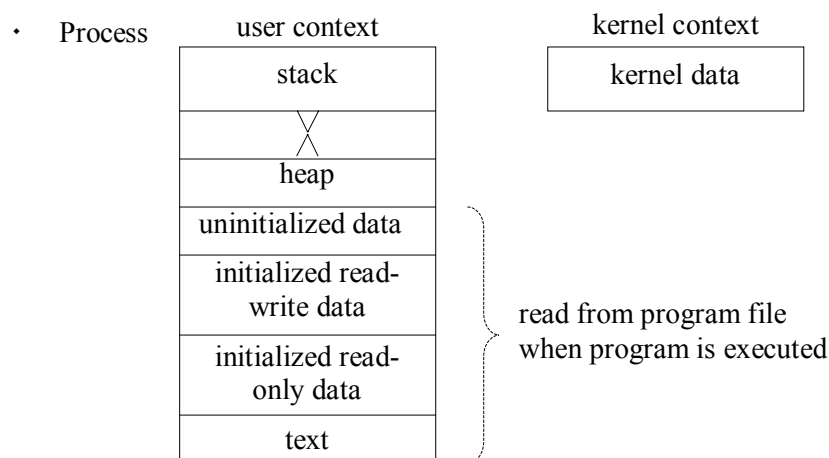 · Process
user context
kernel context
stack
kernel data
heap
uninitialized data
initialized read-
write data
initialized read-
only data
text
read from program file
when program is executed